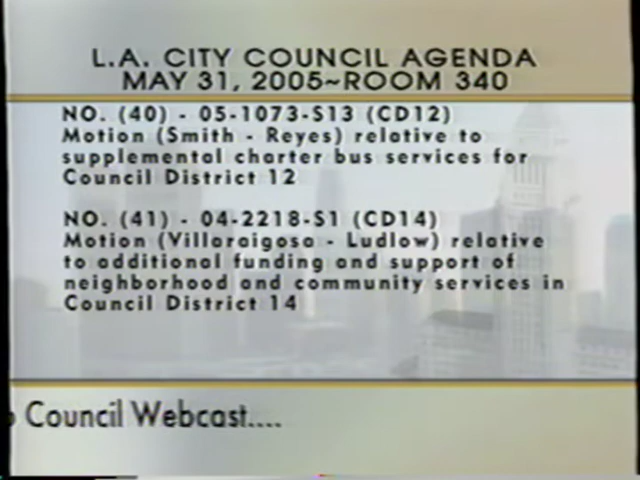 L.A. CITY COUNCIL AGENDA
MAY 31, 2005~ROOM 340
NO. (40) - 05-1073-S13 (CD12)
Motion (Smith - Reyes) relative to
supplemental charter bus services for
Council District 12
NO. (41) - 04-2218-S1 (CD14)
Motion (Villaraigosa - Ludlow) relative
to additional funding and support of
neighborhood and community services in
Council District 14
Council Webcast....